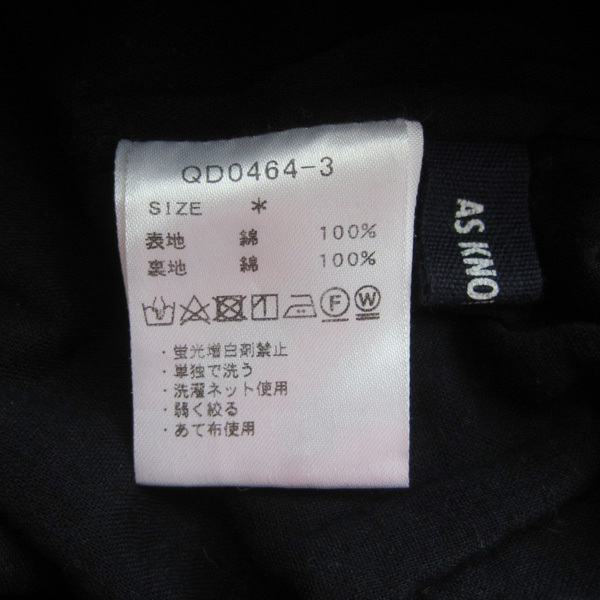 QD0464-3
SIZE *
表地 綿 100%
裏地 綿 100%
F W
・蛍光増白剤禁止
・単独で洗う
・洗濯ネット使用
・弱く絞る
・あて布使用
AS KNO